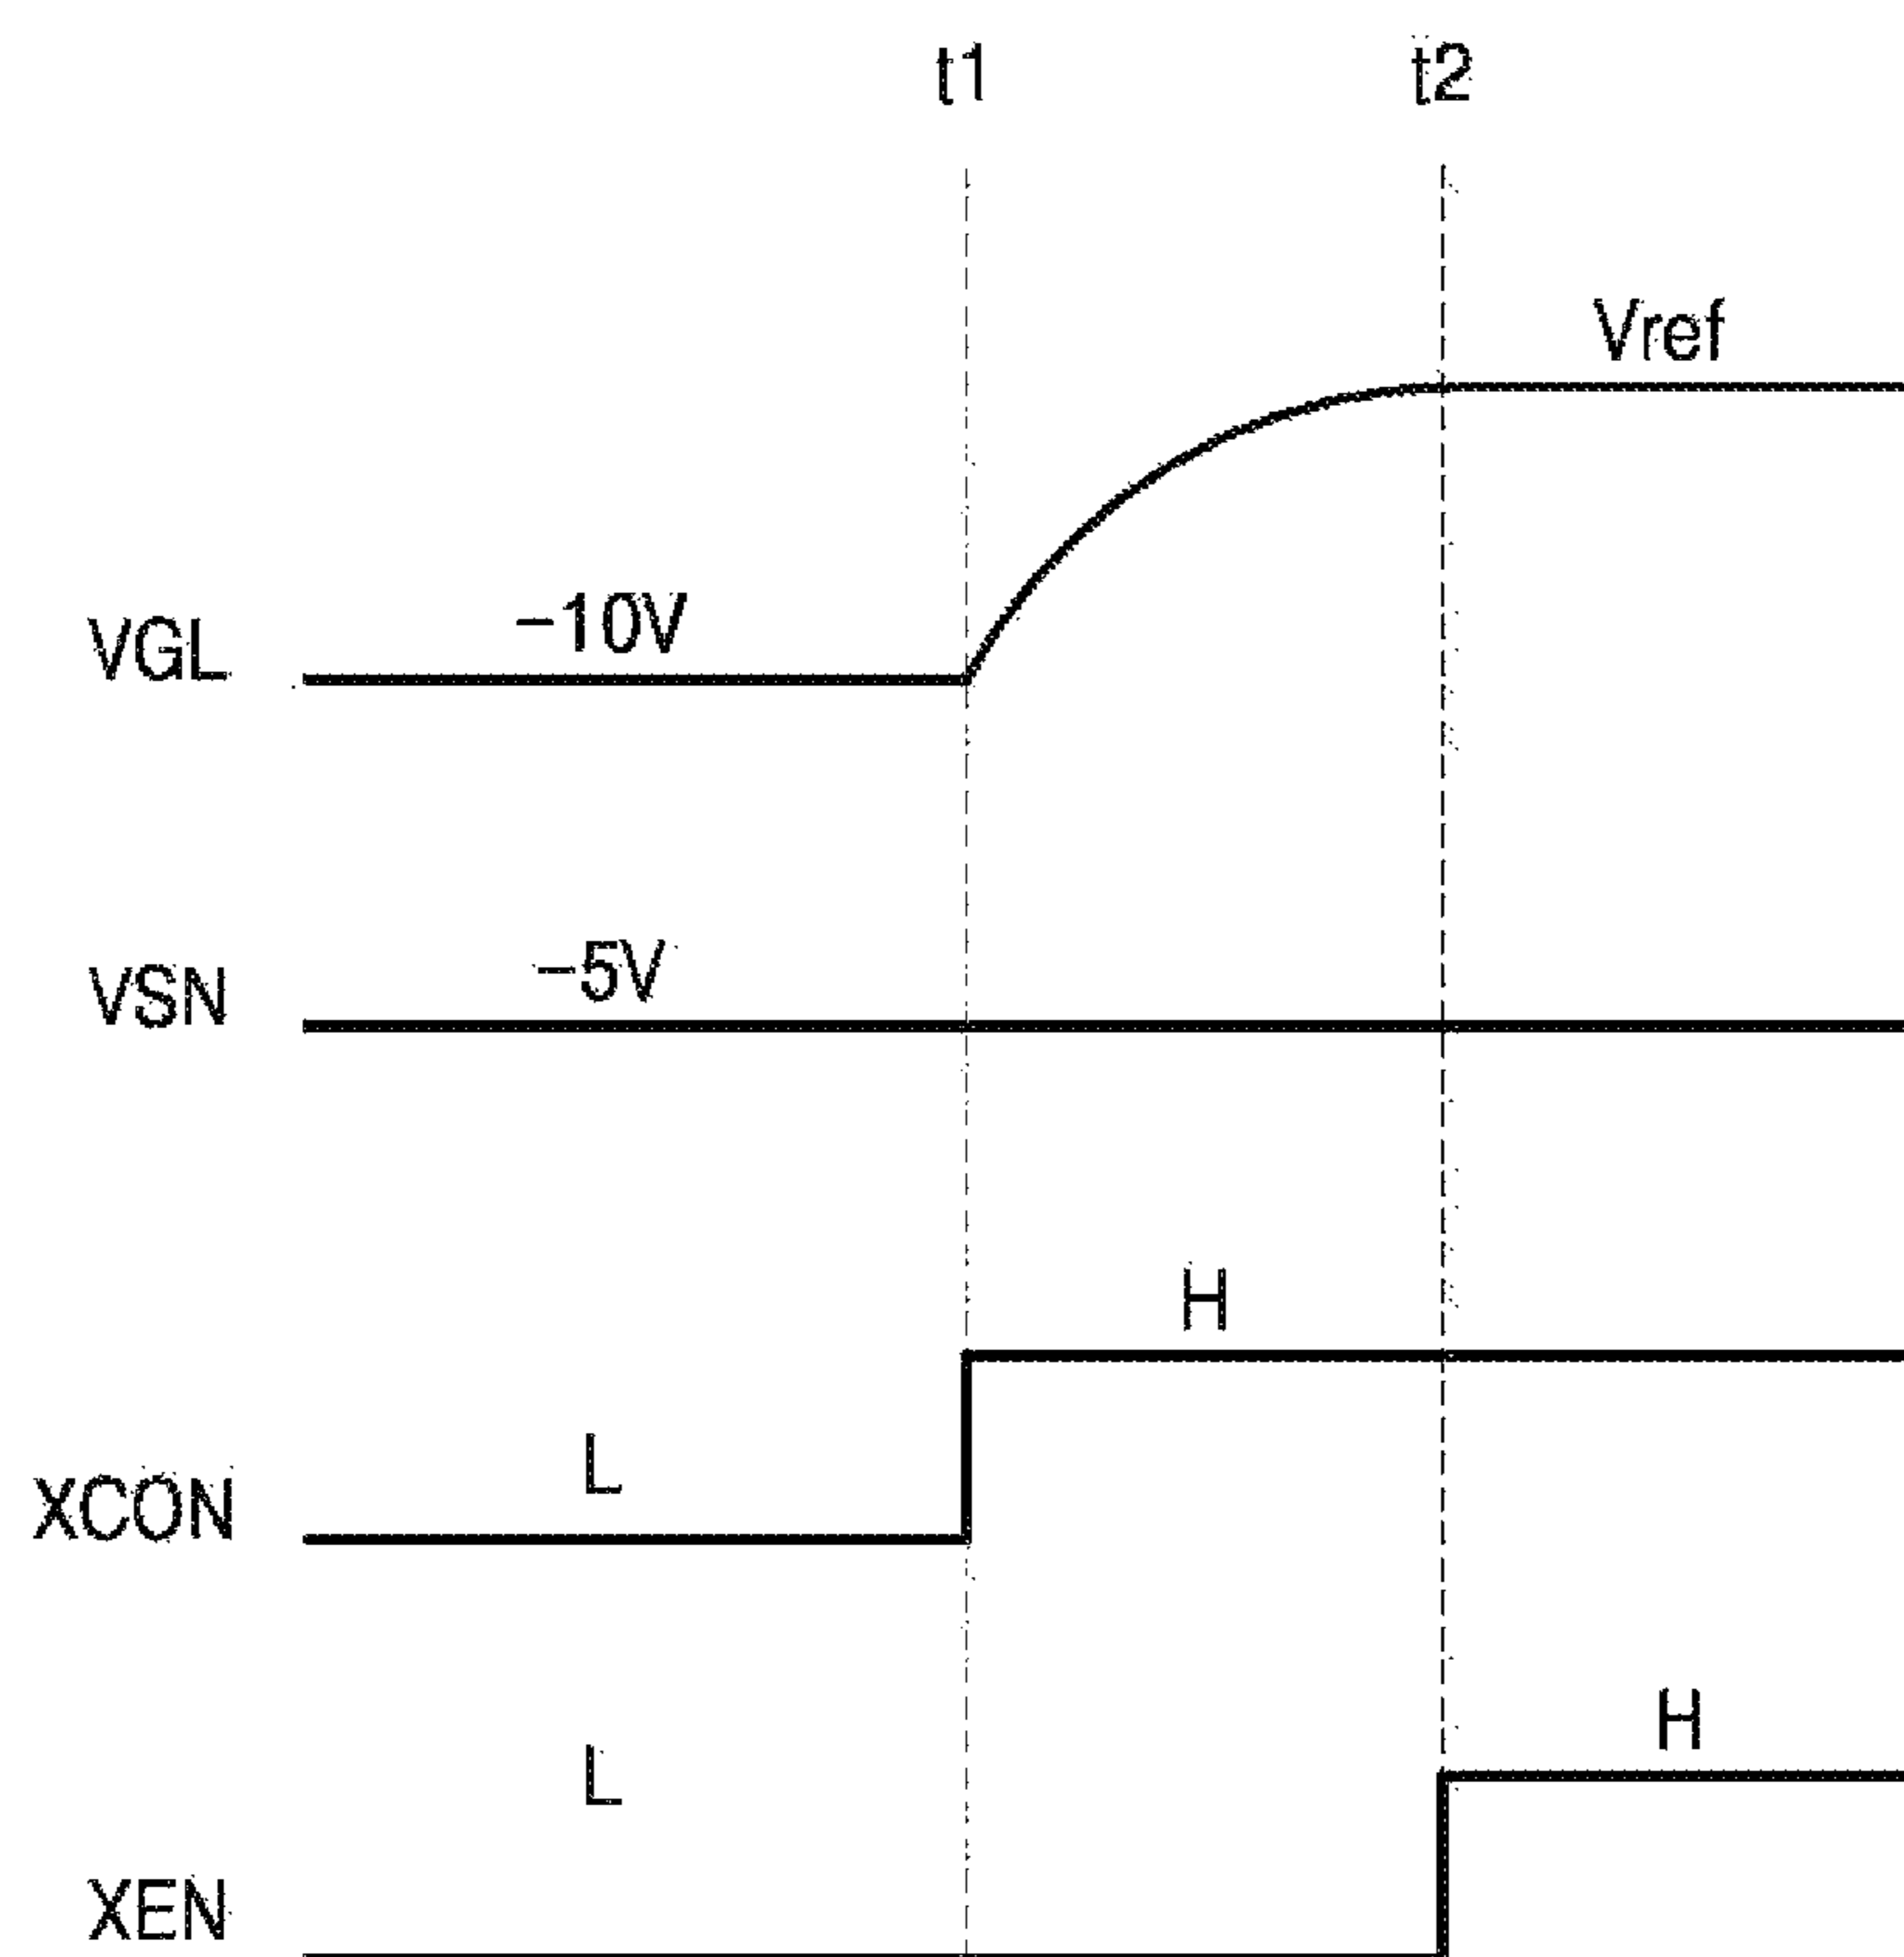 t1 t2
Vref
VGL −10V
VSN −5V
H
XCON L
H
L
XEN